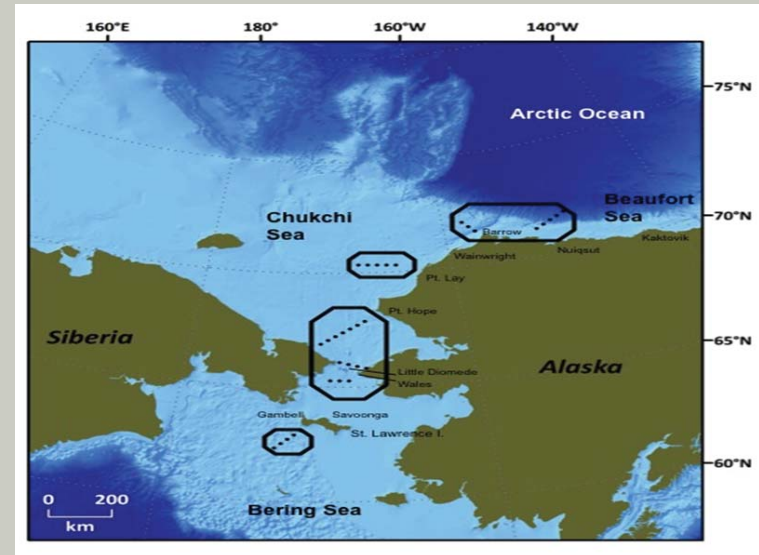 160°E 180° 160°W 140°W
75°N
Arctic Ocean
Beaufort
Sea
70°N
Chukchi
Sea
Barrow
Kaktovik
Nuiqsut
Wainwright
Pt. Lay
Pt. Hope
65°N
Siberia
Alaska
Little Diomede
Wales
Gambell Savoonga
St. Lawrence I.
60°N
0 200
km
Bering Sea